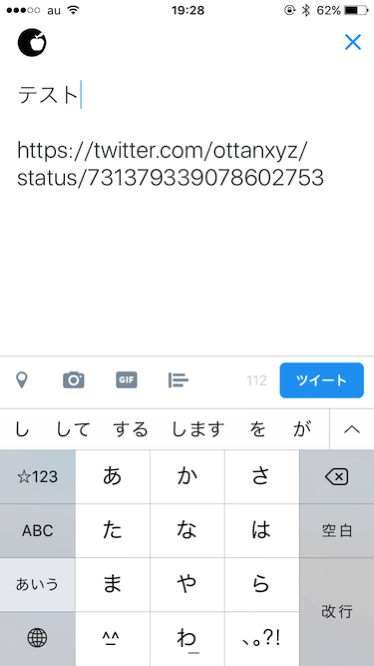 au 19:28 62%
テスト
https://twitter.com/ottanxyz/
status/731379339078602753
GIF 112 ツイート
し して する します を が
☆123 あ か さ
ABC た な は 空白
あいう ま や ら
^^ わ 、。?! 改行